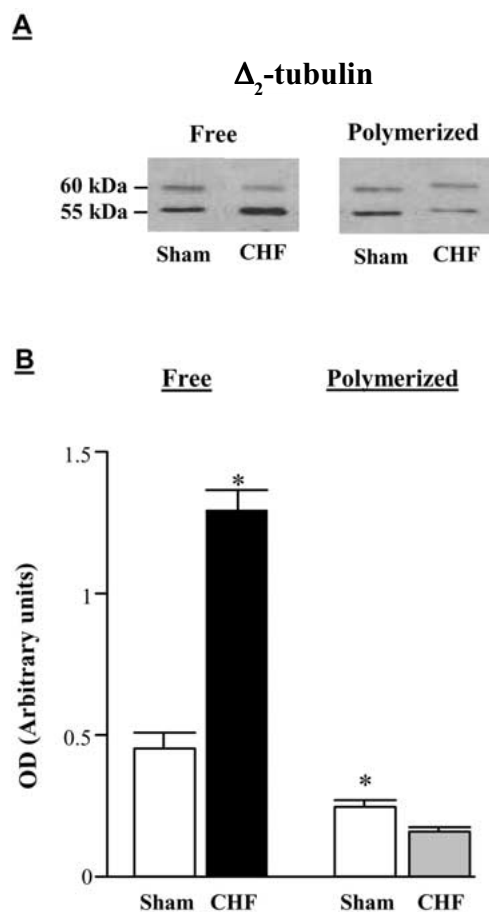 A
Δ₂-tubulin
Free Polymerized
60 kDa
55 kDa
Sham CHF Sham CHF
B
Free Polymerized
1.5
*
1
OD (Arbitrary units)
0.5
*
0
Sham CHF Sham CHF